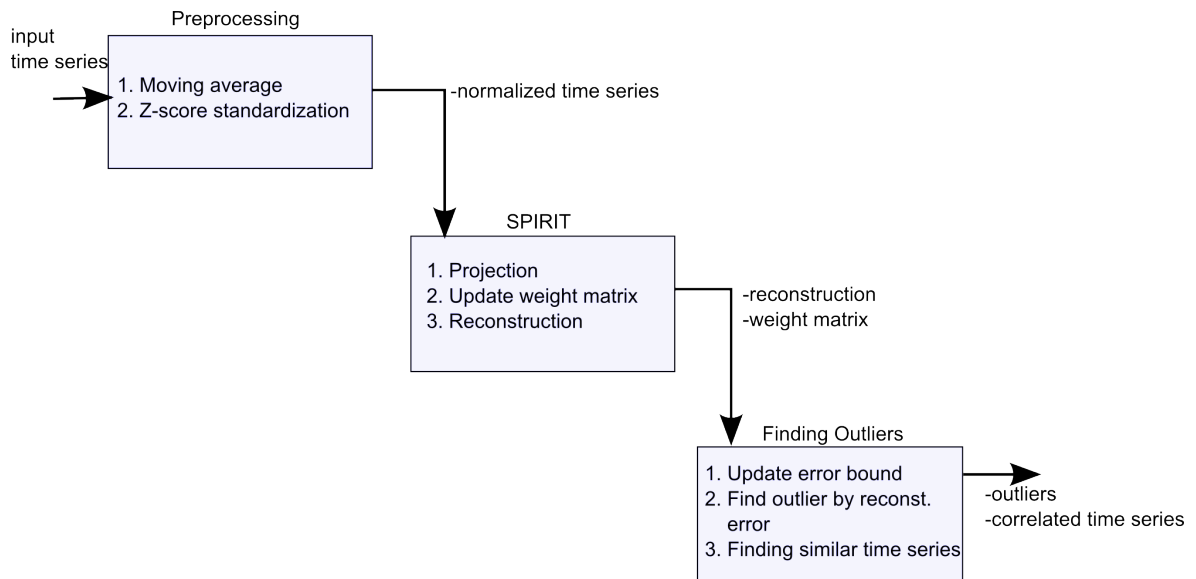 Preprocessing
input
time series
1. Moving average
2. Z-score standardization
-normalized time series
SPIRIT
1. Projection
2. Update weight matrix
3. Reconstruction
-reconstruction
-weight matrix
Finding Outliers
1. Update error bound
2. Find outlier by reconst.
error
3. Finding similar time series
-outliers
-correlated time series